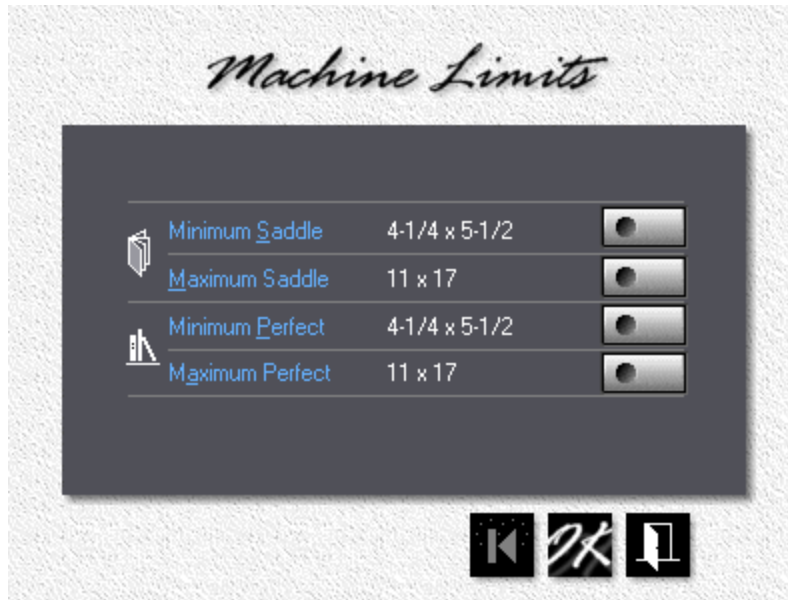 Machine Limits
Minimum Saddle 4-1/4 x 5-1/2
Maximum Saddle 11 x 17
Minimum Perfect 4-1/4 x 5-1/2
Maximum Perfect 11 x 17
OK